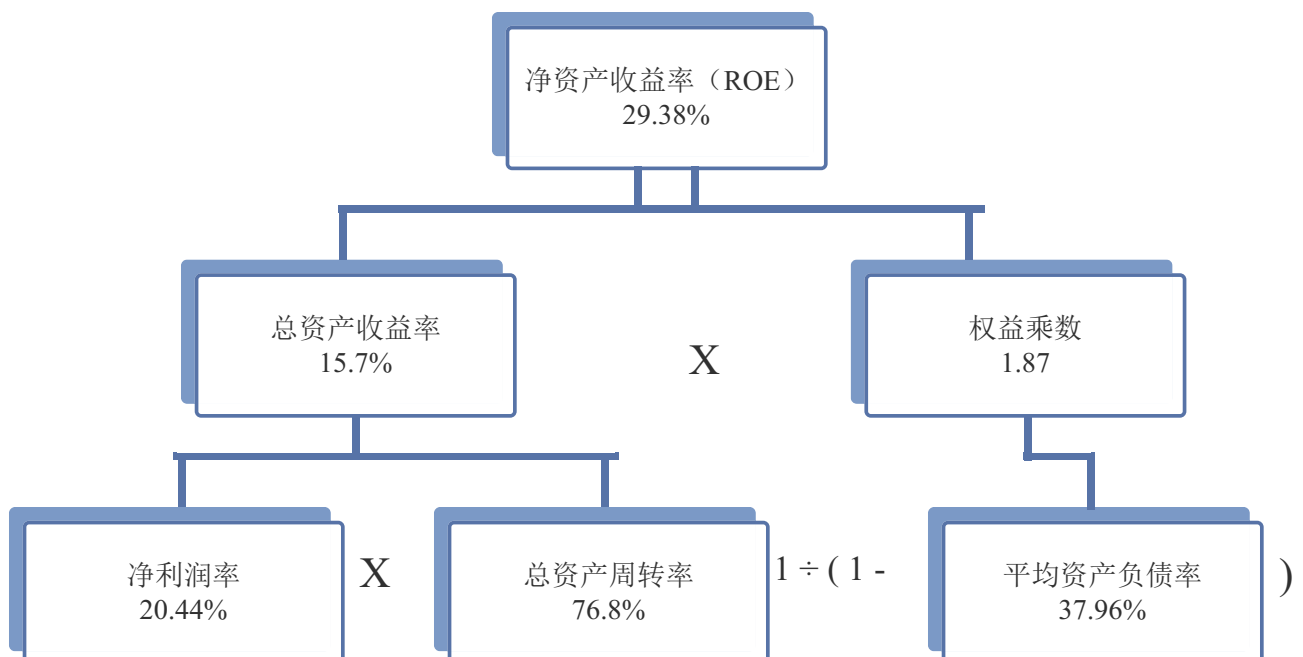 净资产收益率（ROE）
29.38%
总资产收益率
15.7%
X
权益乘数
1.87
净利润率
20.44%
X
总资产周转率
76.8%
1 ÷ ( 1 -
平均资产负债率
37.96%
)